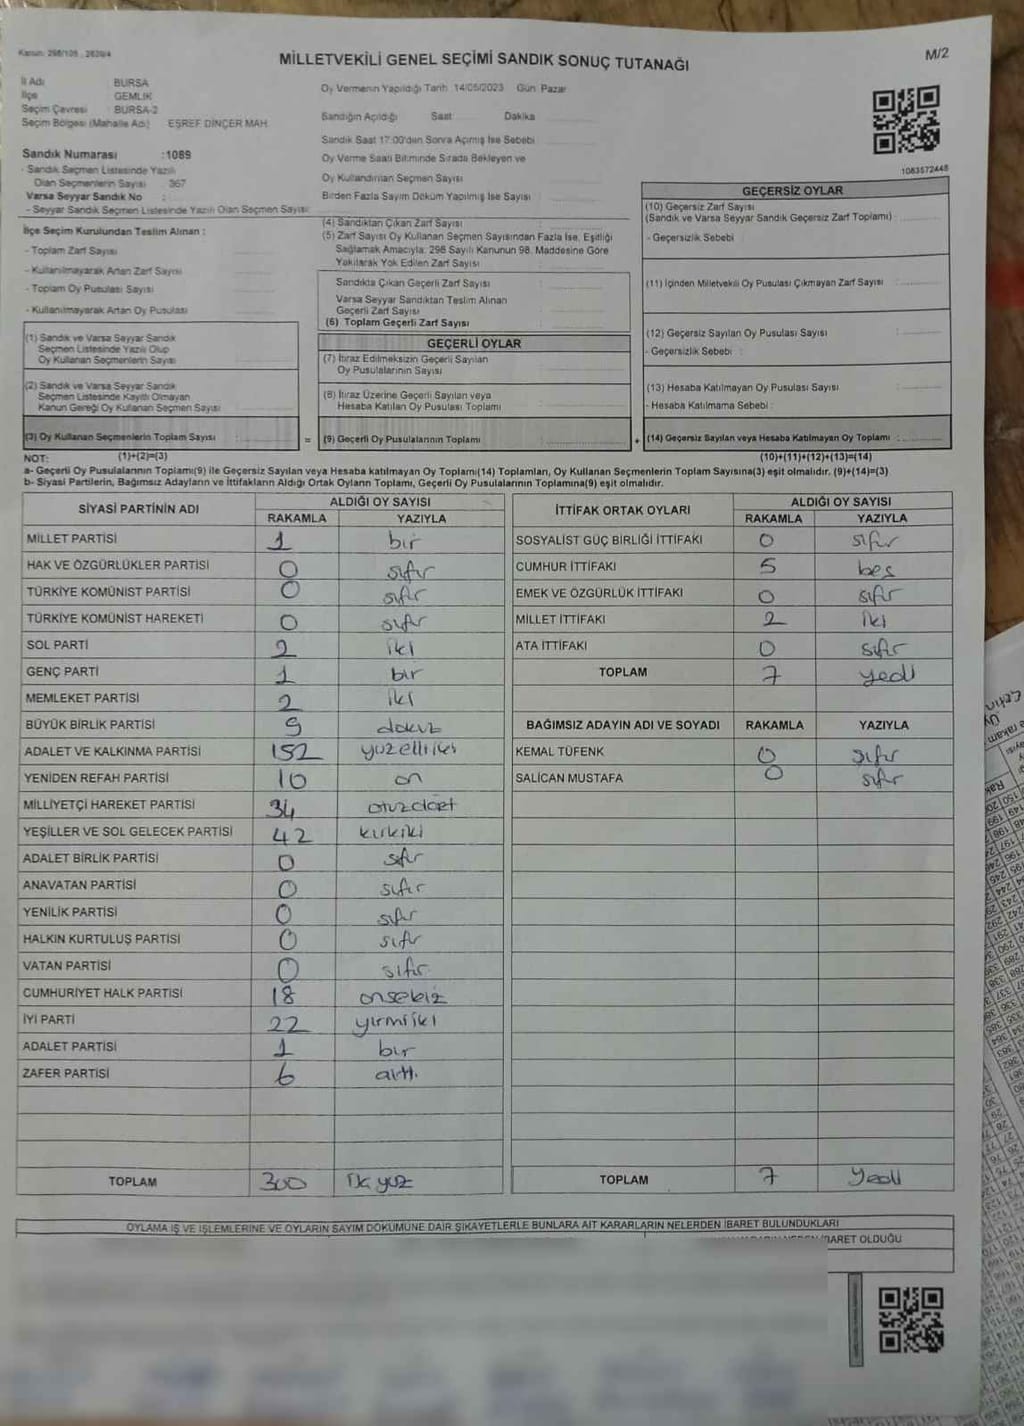 Kanun: 298/105 , 2839/4
MİLLETVEKİLİ GENEL SEÇİMİ SANDIK SONUÇ TUTANAĞI
M/2
İl Adı BURSA
İlçe GEMLİK
Seçim Çevresi BURSA-2
Seçim Bölgesi (Mahalle Adı) EŞREF DİNÇER MAH.
Sandık Numarası :1089
- Sandık Seçmen Listesinde Yazılı
Olan Seçmenlerin Sayısı 367
Varsa Seyyar Sandık No :
- Seyyar Sandık Seçmen Listesinde Yazılı Olan Seçmen Sayısı
İlçe Seçim Kurulundan Teslim Alınan :
- Toplam Zarf Sayısı
- Kullanılmayarak Artan Zarf Sayısı
- Toplam Oy Pusulası Sayısı
- Kullanılmayarak Artan Oy Pusulası
(1) Sandık ve Varsa Seyyar Sandık
Seçmen Listesinde Yazılı Olup
Oy Kullanan Seçmenlerin Sayısı
(2) Sandık ve Varsa Seyyar Sandık
Seçmen Listesinde Kayıtlı Olmayan
Kanun Gereği Oy Kullanan Seçmen Sayısı
(3) Oy Kullanan Seçmenlerin Toplam Sayısı :
Oy Vermenin Yapıldığı Tarih 14/05/2023 Gün Pazar
Sandığın Açıldığı Saat Dakika
Sandık Saat 17:00'den Sonra Açılmış İse Sebebi
Oy Verme Saati Bitiminde Sırada Bekleyen ve
Oy Kullandırılan Seçmen Sayısı
Birden Fazla Sayım Döküm Yapılmış İse Sayısı
(4) Sandıktan Çıkan Zarf Sayısı
(5) Zarf Sayısı Oy Kullanan Seçmen Sayısından Fazla İse, Eşitliği
Sağlamak Amacıyla; 298 Sayılı Kanunun 98. Maddesine Göre
Yakılarak Yok Edilen Zarf Sayısı
Sandıkta Çıkan Geçerli Zarf Sayısı
Varsa Seyyar Sandıktan Teslim Alınan
Geçerli Zarf Sayısı
(6) Toplam Geçerli Zarf Sayısı
GEÇERLİ OYLAR
(7) İtiraz Edilmeksizin Geçerli Sayılan
Oy Pusulalarının Sayısı
(8) İtiraz Üzerine Geçerli Sayılan veya
Hesaba Katılan Oy Pusulası Toplamı
= (9) Geçerli Oy Pusulalarının Toplamı
1083572448
GEÇERSİZ OYLAR
(10) Geçersiz Zarf Sayısı
(Sandık ve Varsa Seyyar Sandık Geçersiz Zarf Toplamı)
- Geçersizlik Sebebi :
(11) İçinden Milletvekili Oy Pusulası Çıkmayan Zarf Sayısı
(12) Geçersiz Sayılan Oy Pusulası Sayısı
- Geçersizlik Sebebi :
(13) Hesaba Katılmayan Oy Pusulası Sayısı
- Hesaba Katılmama Sebebi
+ (14) Geçersiz Sayılan veya Hesaba Katılmayan Oy Toplamı :
NOT: (1)+(2)=(3) (10)+(11)+(12)+(13)=(14)
a- Geçerli Oy Pusulalarının Toplamı(9) ile Geçersiz Sayılan veya Hesaba katılmayan Oy Toplamı(14) Toplamları, Oy Kullanan Seçmenlerin Toplam Sayısına(3) eşit olmalıdır. (9)+(14)=(3)
b- Siyasi Partilerin, Bağımsız Adayların ve İttifakların Aldığı Ortak Oyların Toplamı, Geçerli Oy Pusulalarının Toplamına(9) eşit olmalıdır.
SİYASİ PARTİNİN ADI ALDIĞI OY SAYISI
RAKAMLA YAZIYLA
MİLLET PARTİSİ 1 bir
HAK VE ÖZGÜRLÜKLER PARTİSİ 0 sıfır
TÜRKİYE KOMÜNİST PARTİSİ 0 sıfır
TÜRKİYE KOMÜNİST HAREKETİ 0 sıfır
SOL PARTİ 2 iki
GENÇ PARTİ 1 bir
MEMLEKET PARTİSİ 2 iki
BÜYÜK BİRLİK PARTİSİ 9 dokuz
ADALET VE KALKINMA PARTİSİ 152 yüzelliiki
YENİDEN REFAH PARTİSİ 10 on
MİLLİYETÇİ HAREKET PARTİSİ 34 otuzdört
YEŞİLLER VE SOL GELECEK PARTİSİ 42 kırkiki
ADALET BİRLİK PARTİSİ 0 sıfır
ANAVATAN PARTİSİ 0 sıfır
YENİLİK PARTİSİ 0 sıfır
HALKIN KURTULUŞ PARTİSİ 0 sıfır
VATAN PARTİSİ 0 sıfır
CUMHURİYET HALK PARTİSİ 18 onsekiz
İYİ PARTİ 22 yirmiiki
ADALET PARTİSİ 1 bir
ZAFER PARTİSİ 6 altı
TOPLAM 300 üç yüz
İTTİFAK ORTAK OYLARI ALDIĞI OY SAYISI
RAKAMLA YAZIYLA
SOSYALİST GÜÇ BİRLİĞİ İTTİFAKI 0 sıfır
CUMHUR İTTİFAKI 5 beş
EMEK VE ÖZGÜRLÜK İTTİFAKI 0 sıfır
MİLLET İTTİFAKI 2 iki
ATA İTTİFAKI 0 sıfır
TOPLAM 7 yedi
BAĞIMSIZ ADAYIN ADI VE SOYADI RAKAMLA YAZIYLA
KEMAL TÜFENK 0 sıfır
SALİCAN MUSTAFA 0 sıfır
TOPLAM 7 yedi
OYLAMA İŞ VE İŞLEMLERİNE VE OYLARIN SAYIM DÖKÜMÜNE DAİR ŞİKAYETLERLE BUNLARA AİT KARARLARIN NELERDEN İBARET BULUNDUKLARI
İBARET OLDUĞU